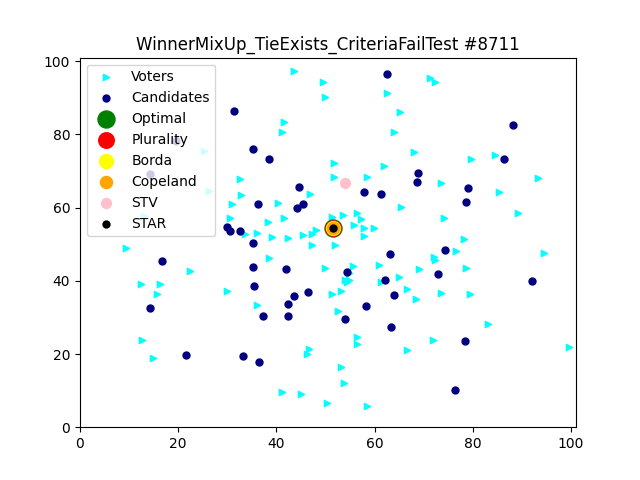 WinnerMixUp_TieExists_CriteriaFailTest #8711
100
80
60
40
20
0
0 20 40 60 80 100
Voters
Candidates
Optimal
Plurality
Borda
Copeland
STV
STAR